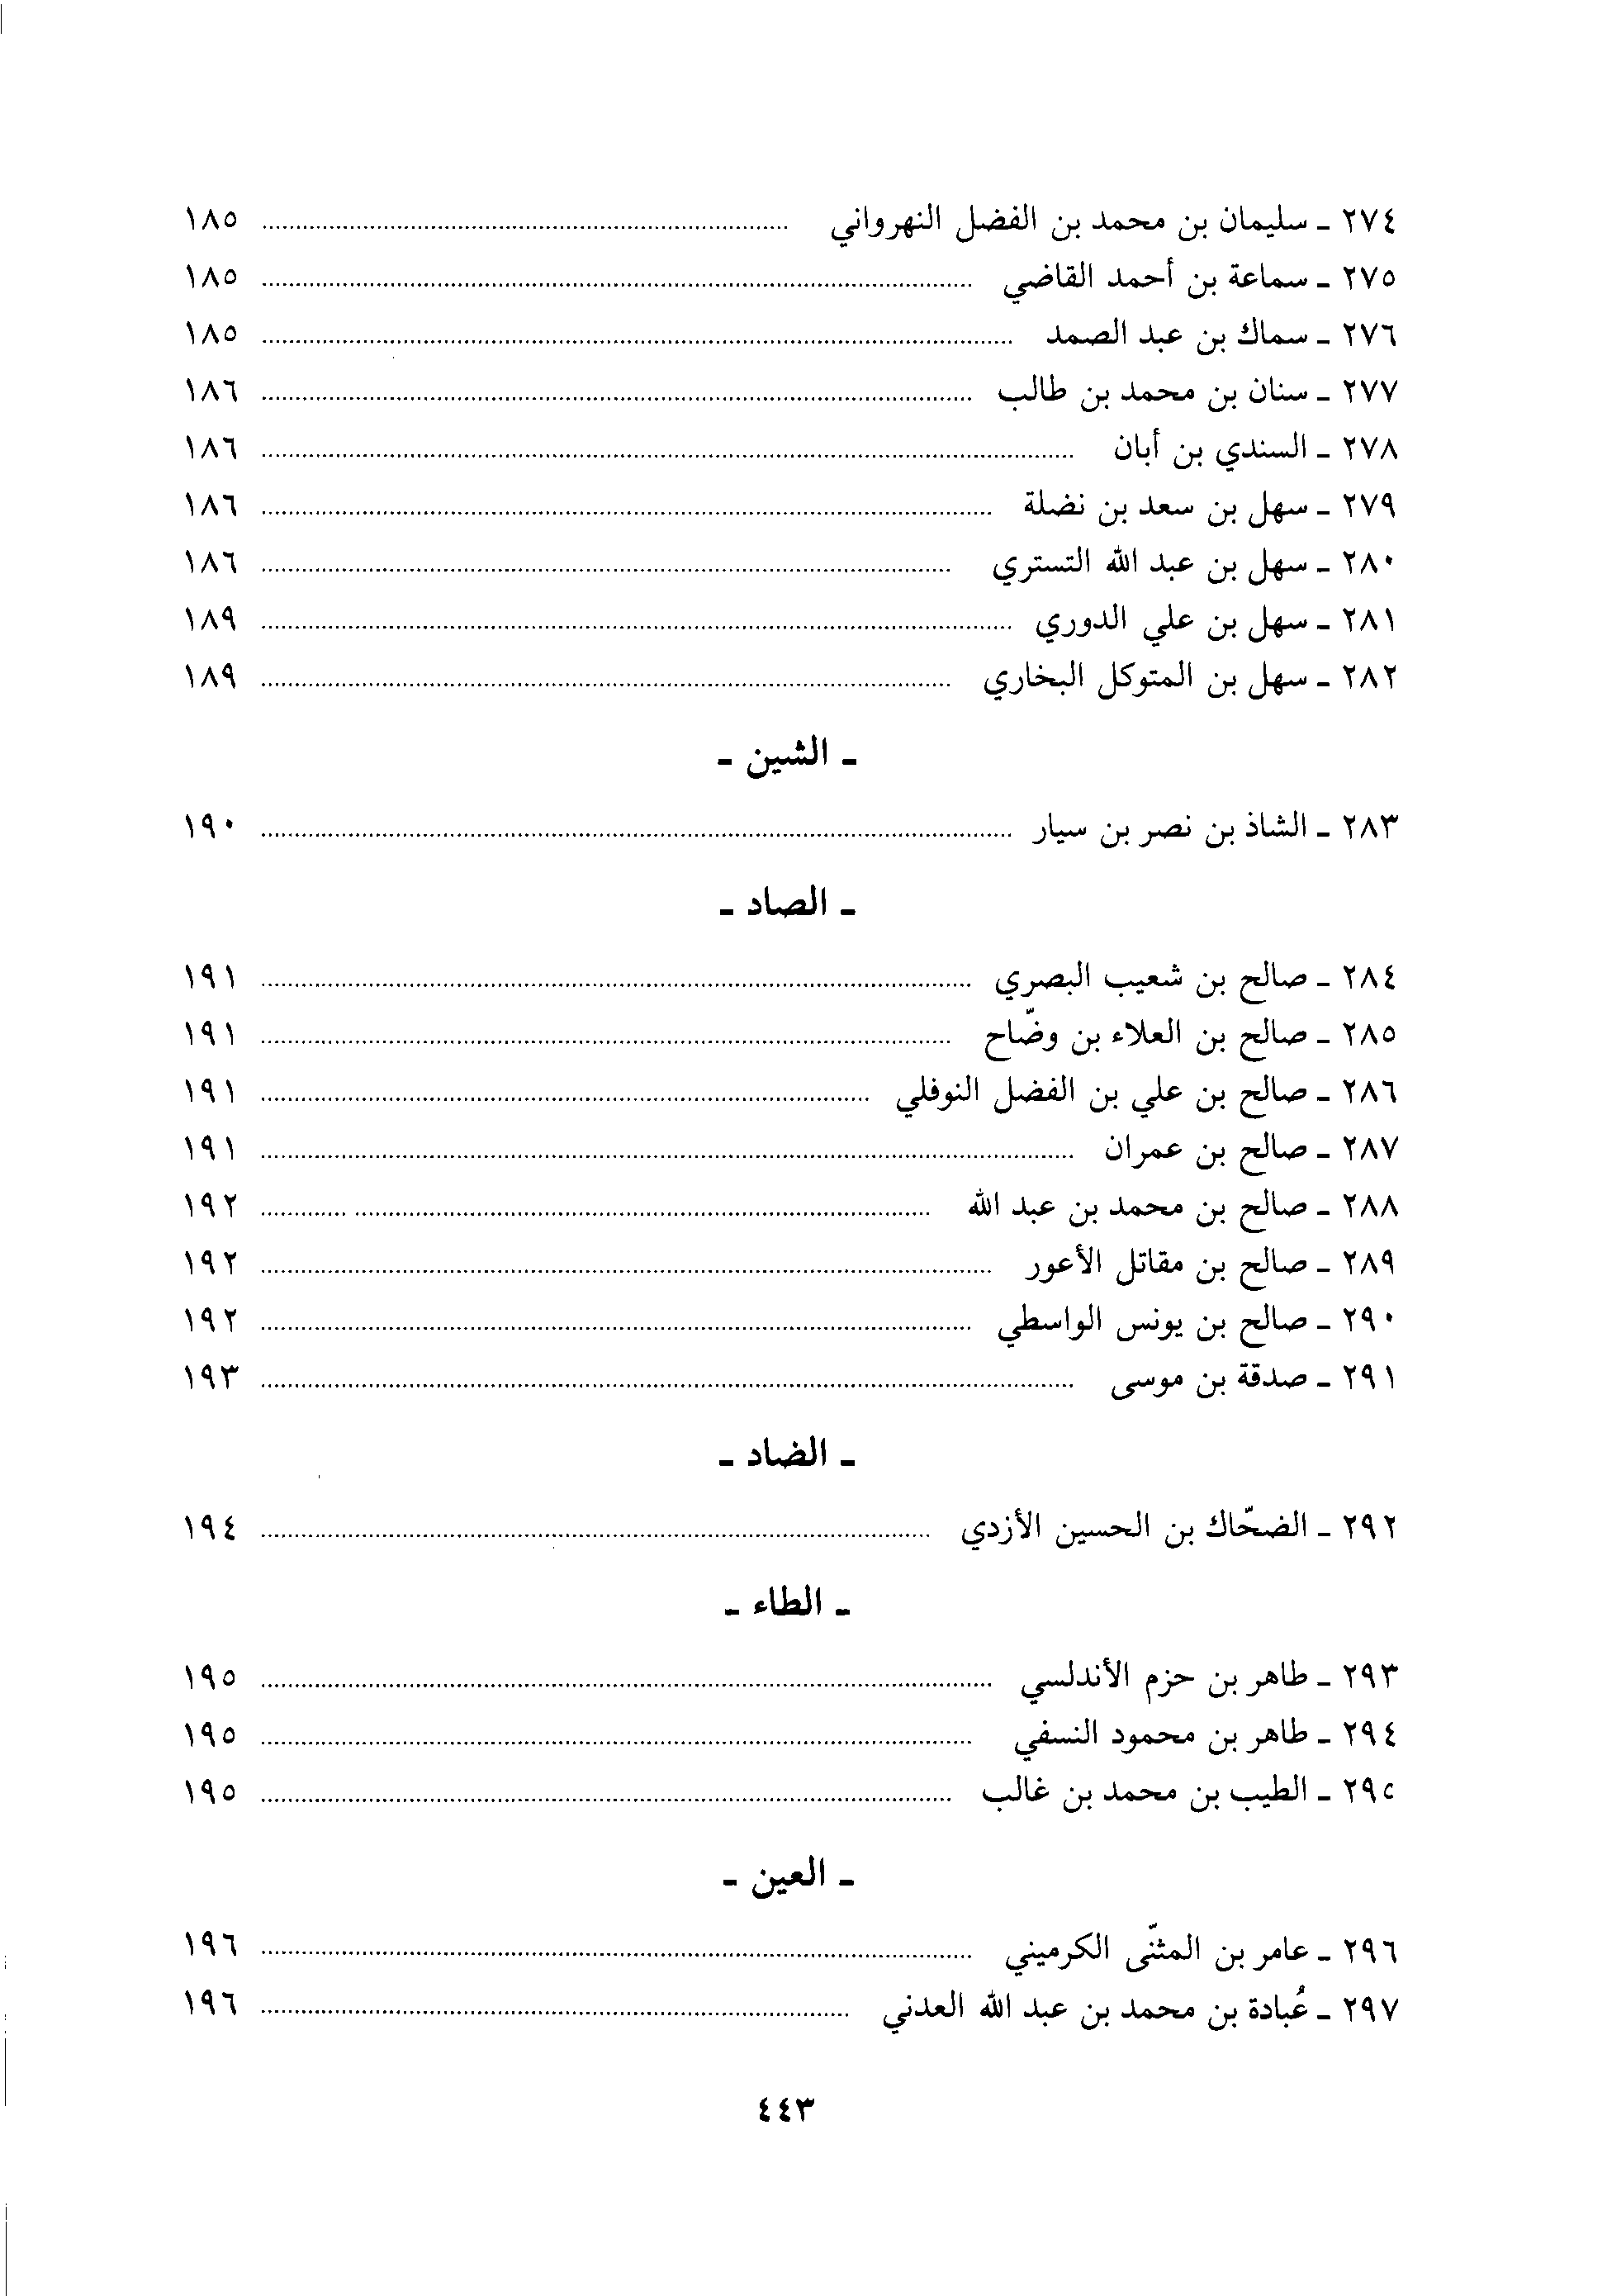 ٢٧٤ ـ سليمان بن محمد بن الفضل النهرواني ........ ١٨٥
٢٧٥ ـ سماعة بن أحمد القاضي ........ ١٨٥
٢٧٦ ـ سماك بن عبد الصمد ........ ١٨٥
٢٧٧ ـ سنان بن محمد بن طالب ........ ١٨٦
٢٧٨ ـ السندي بن أبان ........ ١٨٦
٢٧٩ ـ سهل بن سعد بن نضلة ........ ١٨٦
٢٨٠ ـ سهل بن عبد الله التستري ........ ١٨٦
٢٨١ ـ سهل بن علي الدوري ........ ١٨٩
٢٨٢ ـ سهل بن المتوكل البخاري ........ ١٨٩
ـ الشين ـ
٢٨٣ ـ الشاذ بن نصر بن سيار ........ ١٩٠
ـ الصاد ـ
٢٨٤ ـ صالح بن شعيب البصري ........ ١٩١
٢٨٥ ـ صالح بن العلاء بن وضّاح ........ ١٩١
٢٨٦ ـ صالح بن علي بن الفضل النوفلي ........ ١٩١
٢٨٧ ـ صالح بن عمران ........ ١٩١
٢٨٨ ـ صالح بن محمد بن عبد الله ........ ١٩٢
٢٨٩ ـ صالح بن مقاتل الأعور ........ ١٩٢
٢٩٠ ـ صالح بن يونس الواسطي ........ ١٩٢
٢٩١ ـ صدقة بن موسى ........ ١٩٣
ـ الضاد ـ
٢٩٢ ـ الضحّاك بن الحسين الأزدي ........ ١٩٤
ـ الطاء ـ
٢٩٣ ـ طاهر بن حزم الأندلسي ........ ١٩٥
٢٩٤ ـ طاهر بن محمود النسفي ........ ١٩٥
٢٩٥ ـ الطيب بن محمد بن غالب ........ ١٩٥
ـ العين ـ
٢٩٦ ـ عامر بن المثنّى الكرميني ........ ١٩٦
٢٩٧ ـ عُبادة بن محمد بن عبد الله العدني ........ ١٩٦
٤٤٣